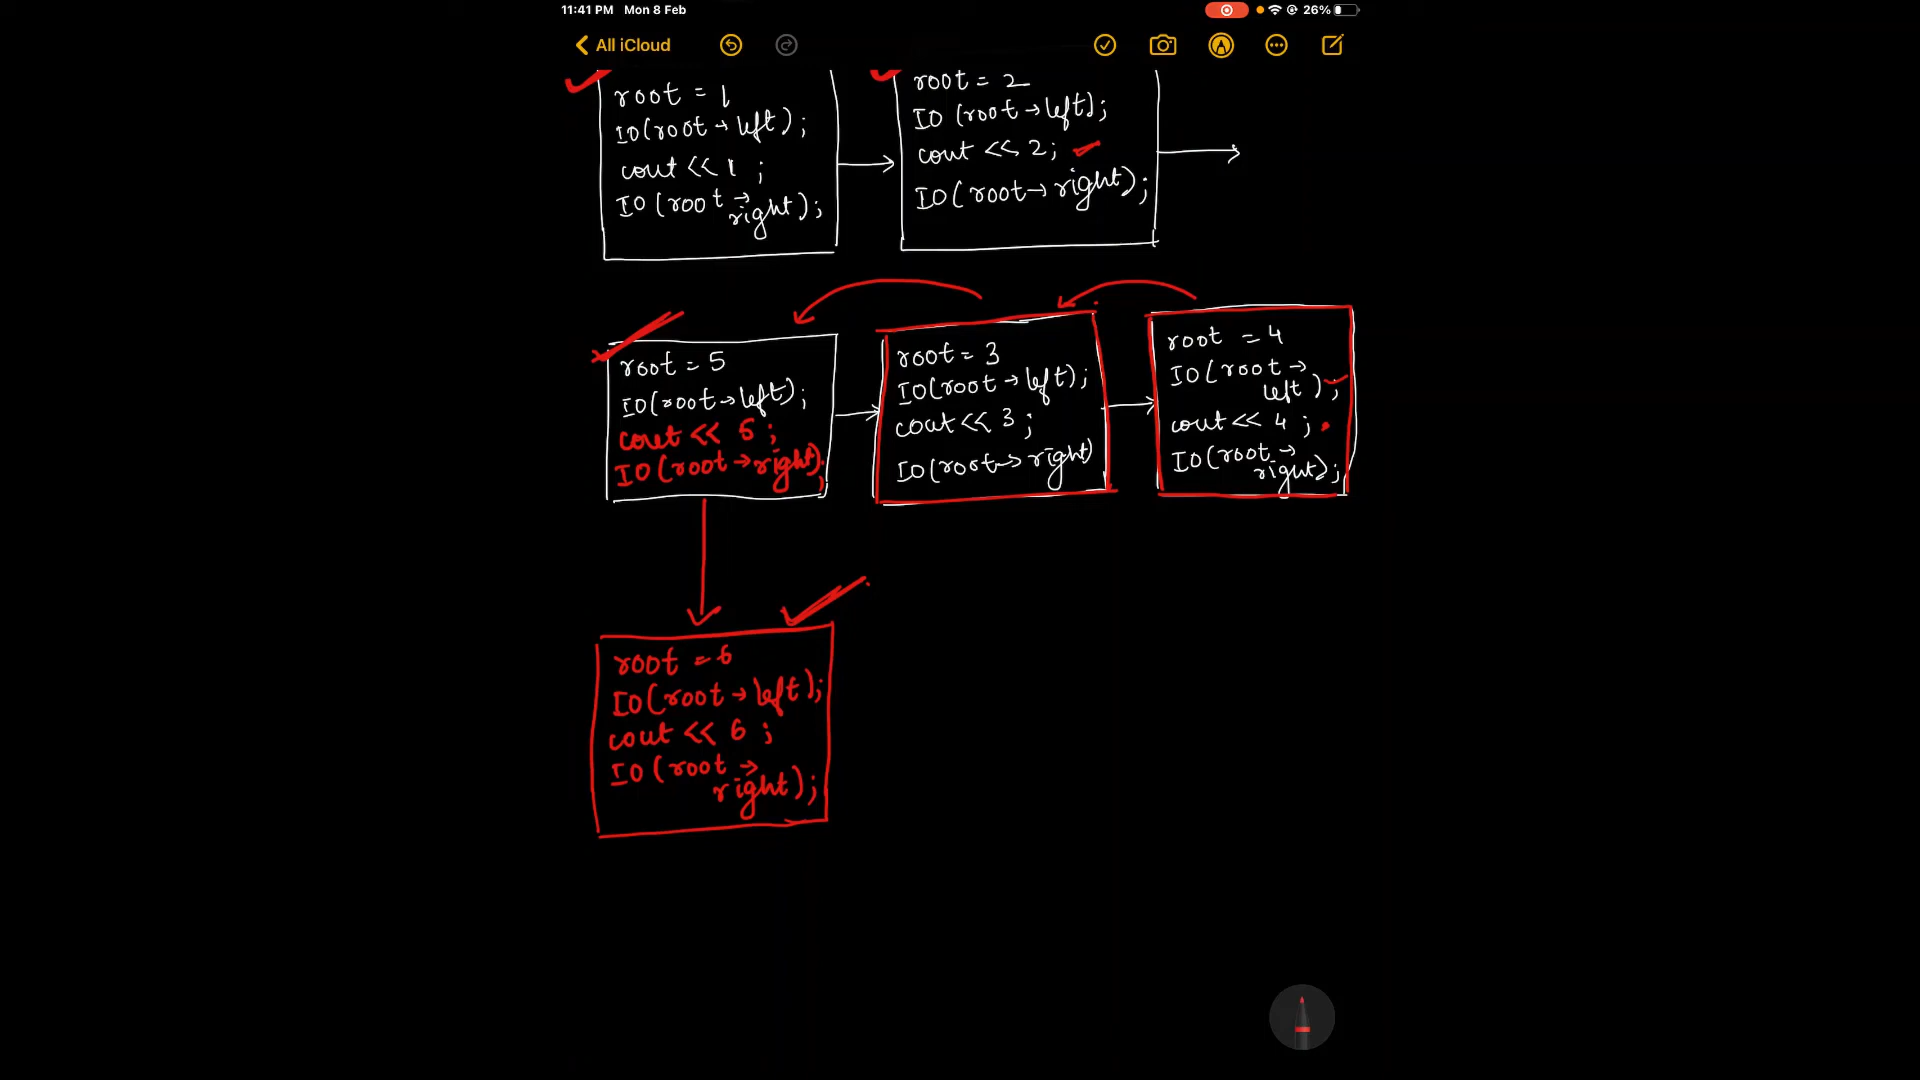 11:41 PM Mon 8 Feb
26%
All iCloud
root = 1
IO(root→left);
cout << 1 ;
IO(root→
right);
root = 2
IO (root→left);
cout << 2;
IO(root→right);
root = 5
IO(root→left);
cout << 5 ;
IO(root→right);
root = 3
IO(root→left);
cout << 3 ;
IO(root→right)
root = 4
IO(root→
left);
cout << 4 ;
IO(root→
right);
root = 6
IO(root→left);
cout << 6 ;
IO(root→
right);